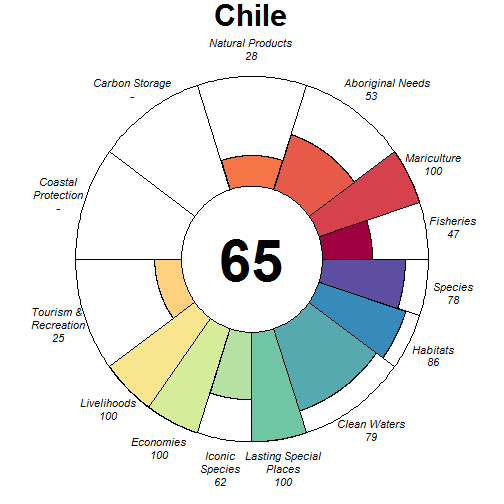 Chile
Natural Products
28
Carbon Storage
-
Aboriginal Needs
53
Mariculture
100
Coastal
Protection
-
Fisheries
47
65
Species
78
Tourism &
Recreation
25
Habitats
86
Livelihoods
100
Clean Waters
79
Economies
100
Iconic
Species
62
Lasting Special
Places
100